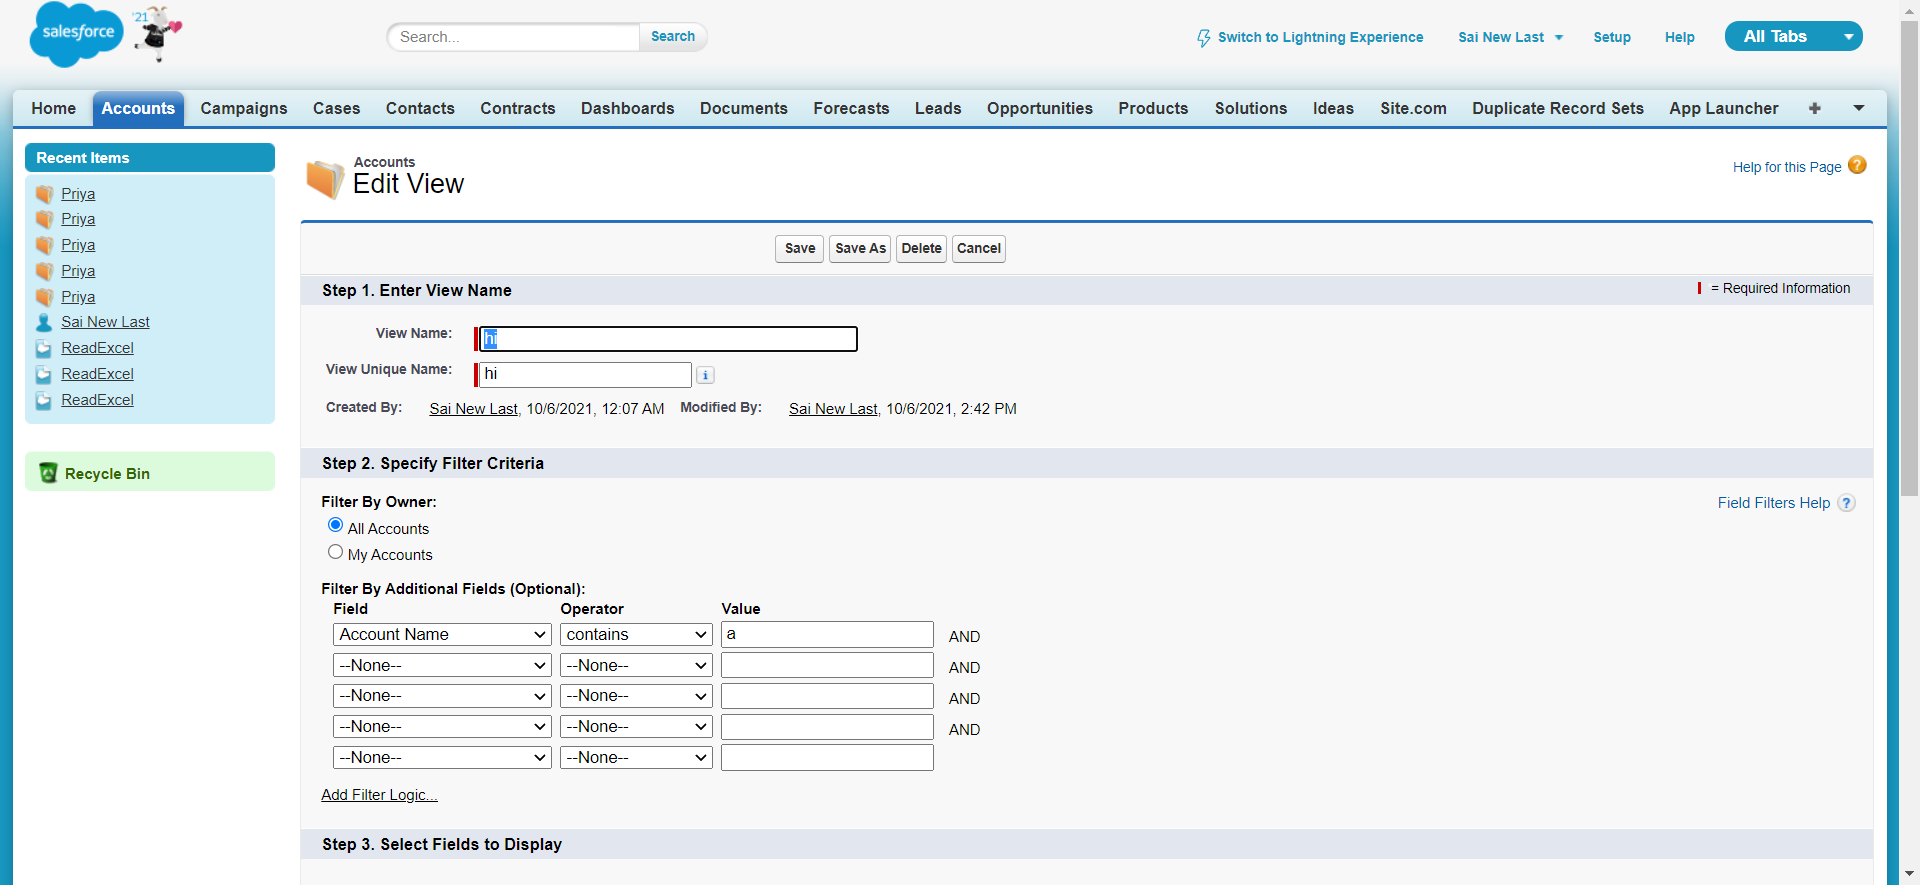 salesforce
'21
Search...
Search
Switch to Lightning Experience
Sai New Last
Setup
Help
All Tabs
Home
Accounts
Campaigns
Cases
Contacts
Contracts
Dashboards
Documents
Forecasts
Leads
Opportunities
Products
Solutions
Ideas
Site.com
Duplicate Record Sets
App Launcher
+
Recent Items
Priya
Priya
Priya
Priya
Priya
Sai New Last
ReadExcel
ReadExcel
ReadExcel
Recycle Bin
Accounts
Edit View
Help for this Page ?
Save
Save As
Delete
Cancel
Step 1. Enter View Name
= Required Information
View Name:
hi
View Unique Name:
hi
i
Created By: Sai New Last, 10/6/2021, 12:07 AM
Modified By: Sai New Last, 10/6/2021, 2:42 PM
Step 2. Specify Filter Criteria
Filter By Owner:
Field Filters Help ?
All Accounts
My Accounts
Filter By Additional Fields (Optional):
Field Operator Value
Account Name contains a AND
--None-- --None-- AND
--None-- --None-- AND
--None-- --None-- AND
--None-- --None--
Add Filter Logic...
Step 3. Select Fields to Display